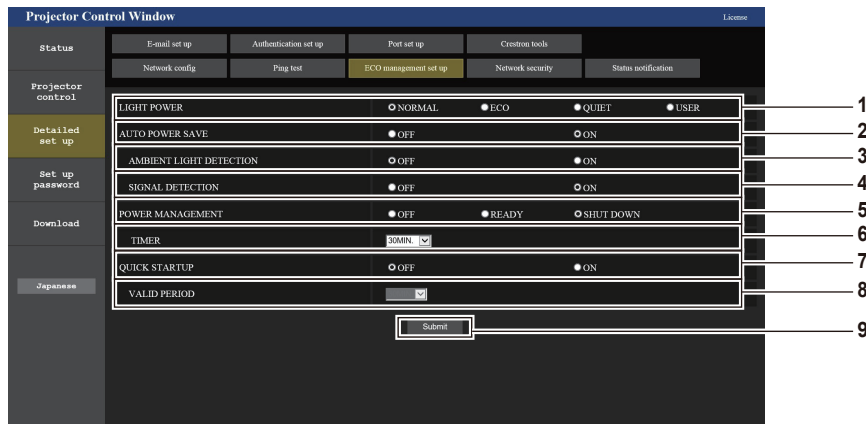 Projector Control Window License
Status
E-mail set up Authentication set up Port set up Crestron tools
Network config Ping test ECO management set up Network security Status notification
Projector
control
Detailed
set up
Set up
password
Download
Japanese
LIGHT POWER NORMAL ECO QUIET USER 1
AUTO POWER SAVE OFF ON 2
AMBIENT LIGHT DETECTION OFF ON 3
SIGNAL DETECTION OFF ON 4
POWER MANAGEMENT OFF READY SHUT DOWN 5
TIMER 30MIN. 6
QUICK STARTUP OFF ON 7
VALID PERIOD 8
Submit 9